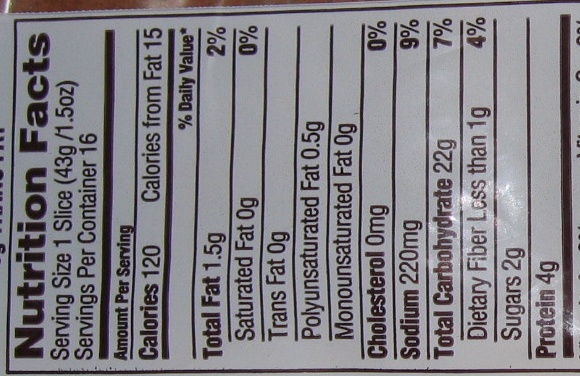 Nutrition Facts
Serving Size 1 Slice (43g /1.5oz)
Servings Per Container 16
Amount Per Serving
Calories 120 Calories from Fat 15
% Daily Value*
Total Fat 1.5g 2%
Saturated Fat 0g 0%
Trans Fat 0g
Polyunsaturated Fat 0.5g
Monounsaturated Fat 0g
Cholesterol 0mg 0%
Sodium 220mg 9%
Total Carbohydrate 22g 7%
Dietary Fiber Less than 1g 4%
Sugars 2g
Protein 4g